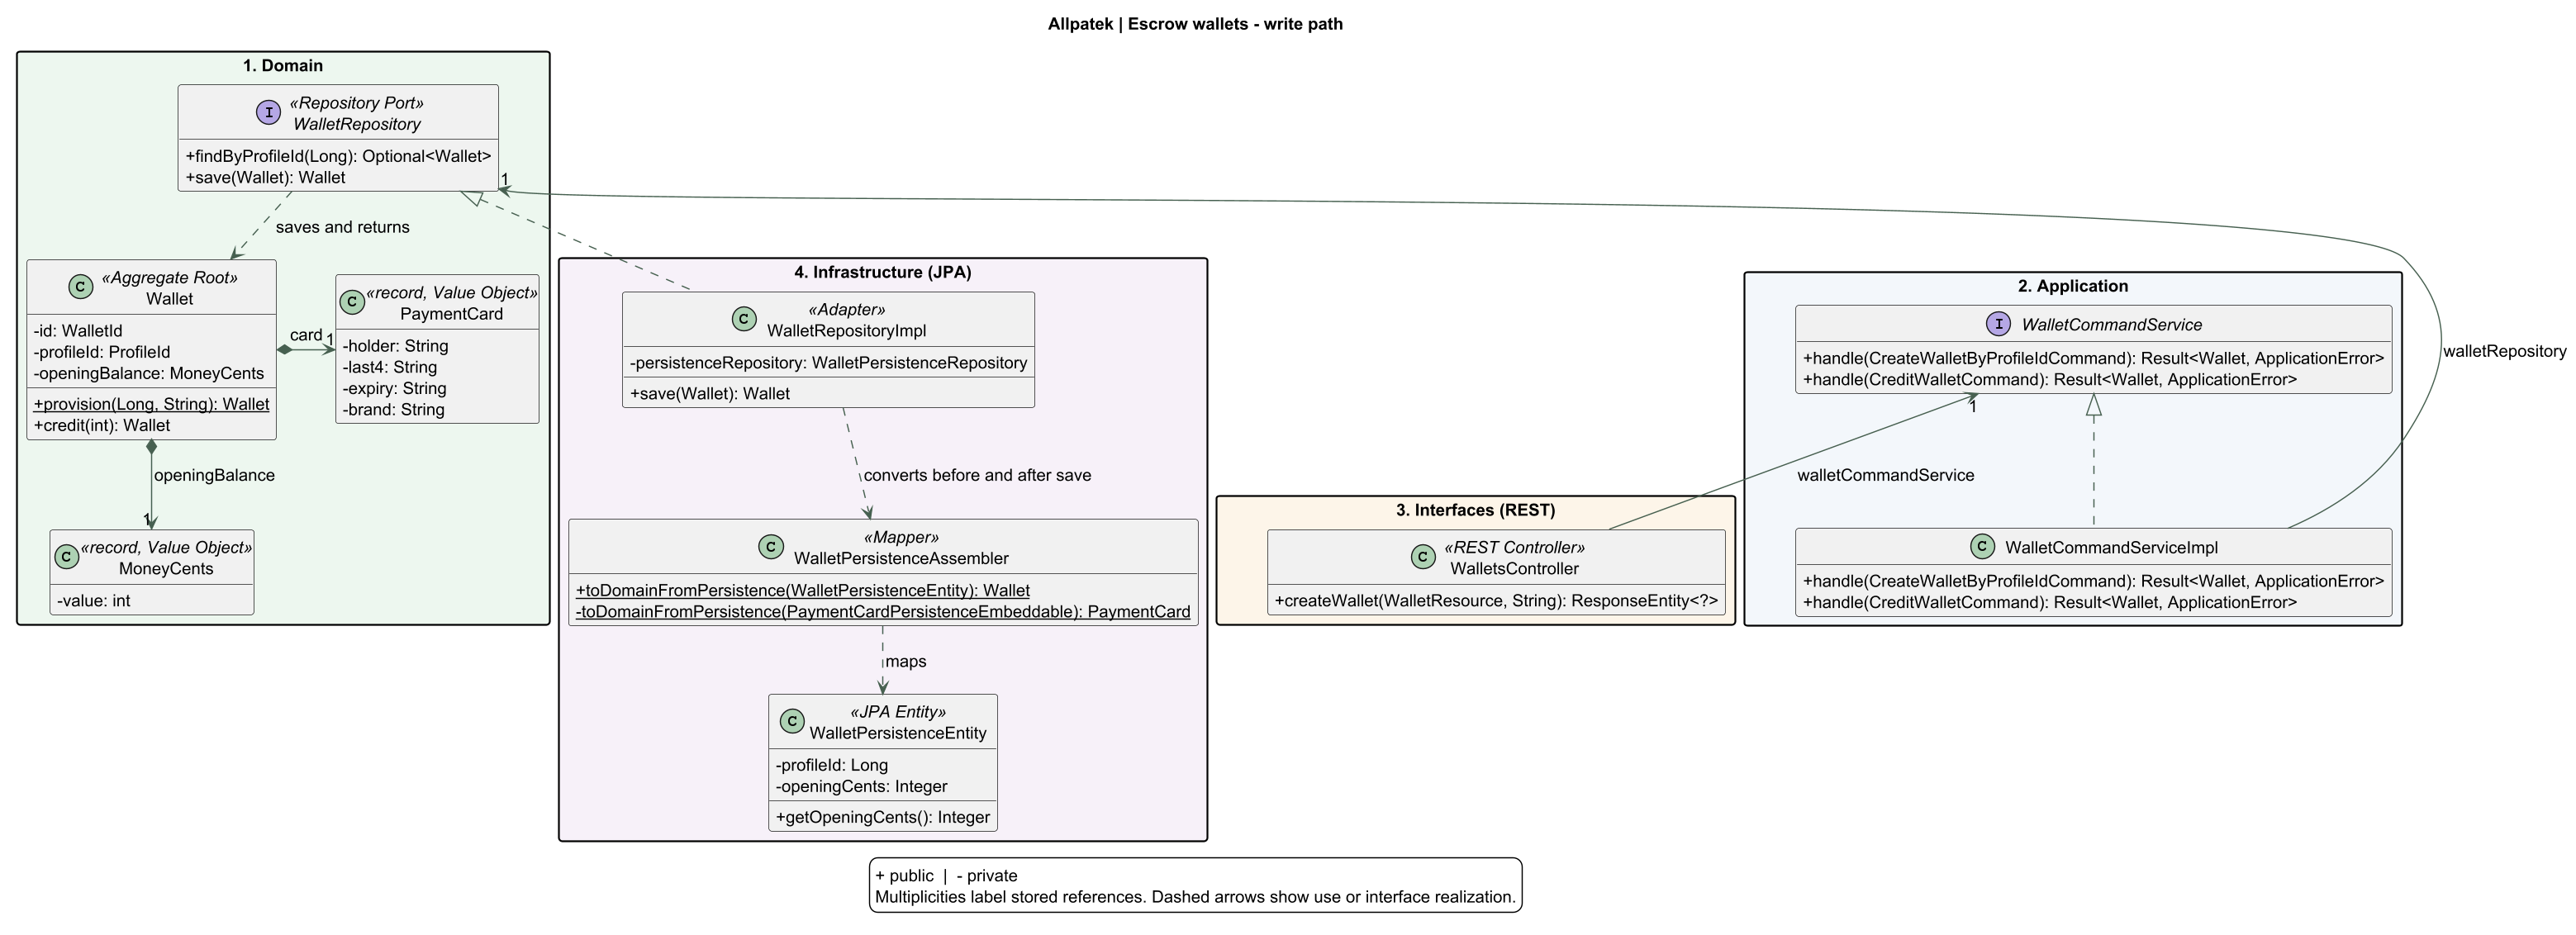 Allpatek | Escrow wallets - write path
1. Domain
I
«Repository Port»
WalletRepository
+findByProfileId(Long): Optional<Wallet>
+save(Wallet): Wallet
1
saves and returns
C
«Aggregate Root»
Wallet
-id: WalletId
-profileId: ProfileId
-openingBalance: MoneyCents
+provision(Long, String): Wallet
+credit(int): Wallet
card
1
C
«record, Value Object»
PaymentCard
-holder: String
-last4: String
-expiry: String
-brand: String
openingBalance
1
C
«record, Value Object»
MoneyCents
-value: int
4. Infrastructure (JPA)
C
«Adapter»
WalletRepositoryImpl
-persistenceRepository: WalletPersistenceRepository
+save(Wallet): Wallet
converts before and after save
C
«Mapper»
WalletPersistenceAssembler
+toDomainFromPersistence(WalletPersistenceEntity): Wallet
-toDomainFromPersistence(PaymentCardPersistenceEmbeddable): PaymentCard
maps
C
«JPA Entity»
WalletPersistenceEntity
-profileId: Long
-openingCents: Integer
+getOpeningCents(): Integer
3. Interfaces (REST)
C
«REST Controller»
WalletsController
+createWallet(WalletResource, String): ResponseEntity<?>
2. Application
I
WalletCommandService
+handle(CreateWalletByProfileIdCommand): Result<Wallet, ApplicationError>
+handle(CreditWalletCommand): Result<Wallet, ApplicationError>
1
walletCommandService
walletRepository
C
WalletCommandServiceImpl
+handle(CreateWalletByProfileIdCommand): Result<Wallet, ApplicationError>
+handle(CreditWalletCommand): Result<Wallet, ApplicationError>
+ public | - private
Multiplicities label stored references. Dashed arrows show use or interface realization.